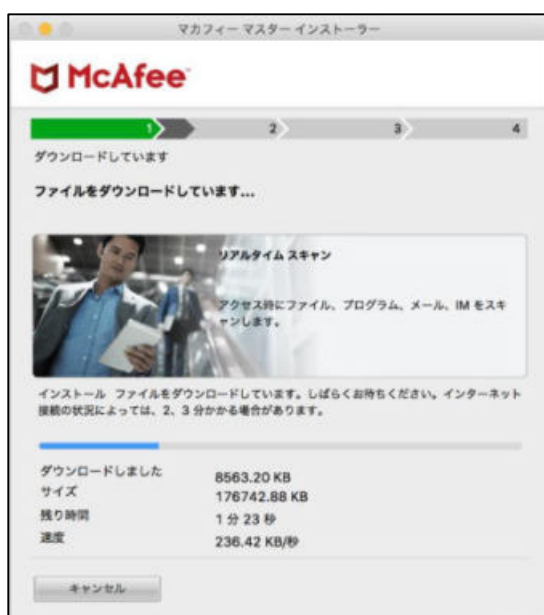 マカフィー マスター インストーラー
McAfee
1 2 3 4
ダウンロードしています
ファイルをダウンロードしています...
リアルタイム スキャン
アクセス時にファイル、プログラム、メール、IM をスキ
ャンします。
インストール ファイルをダウンロードしています。しばらくお待ちください。インターネット
接続の状況によっては、2、3 分かかる場合があります。
ダウンロードしました 8563.20 KB
サイズ 176742.88 KB
残り時間 1 分 23 秒
速度 236.42 KB/秒
キャンセル